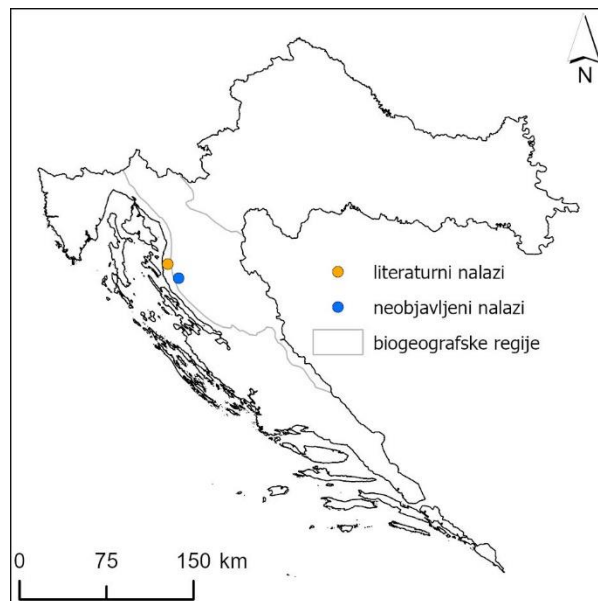 N
literaturni nalazi
neobjavljeni nalazi
biogeografske regije
0 75 150 km